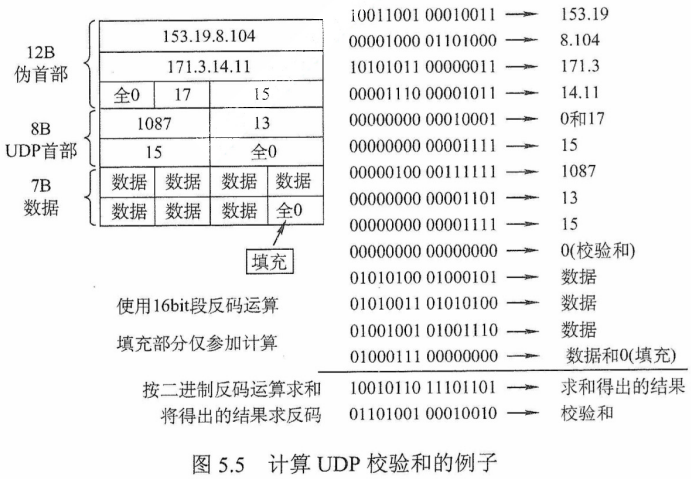 12B
伪首部
153.19.8.104
171.3.14.11
全0 17 15
8B
UDP首部
1087 13
15 全0
7B
数据
数据 数据 数据 数据
数据 数据 数据 全0
填充
使用16bit段反码运算
填充部分仅参加计算
10011001 00010011 → 153.19
00001000 01101000 → 8.104
10101011 00000011 → 171.3
00001110 00001011 → 14.11
00000000 00010001 → 0和17
00000000 00001111 → 15
00000100 00111111 → 1087
00000000 00001101 → 13
00000000 00001111 → 15
00000000 00000000 → 0(校验和)
01010100 01000101 → 数据
01010011 01010100 → 数据
01001001 01001110 → 数据
01000111 00000000 → 数据和0(填充)
按二进制反码运算求和 10010110 11101101 → 求和得出的结果
将得出的结果求反码 01101001 00010010 → 校验和
图 5.5 计算 UDP 校验和的例子